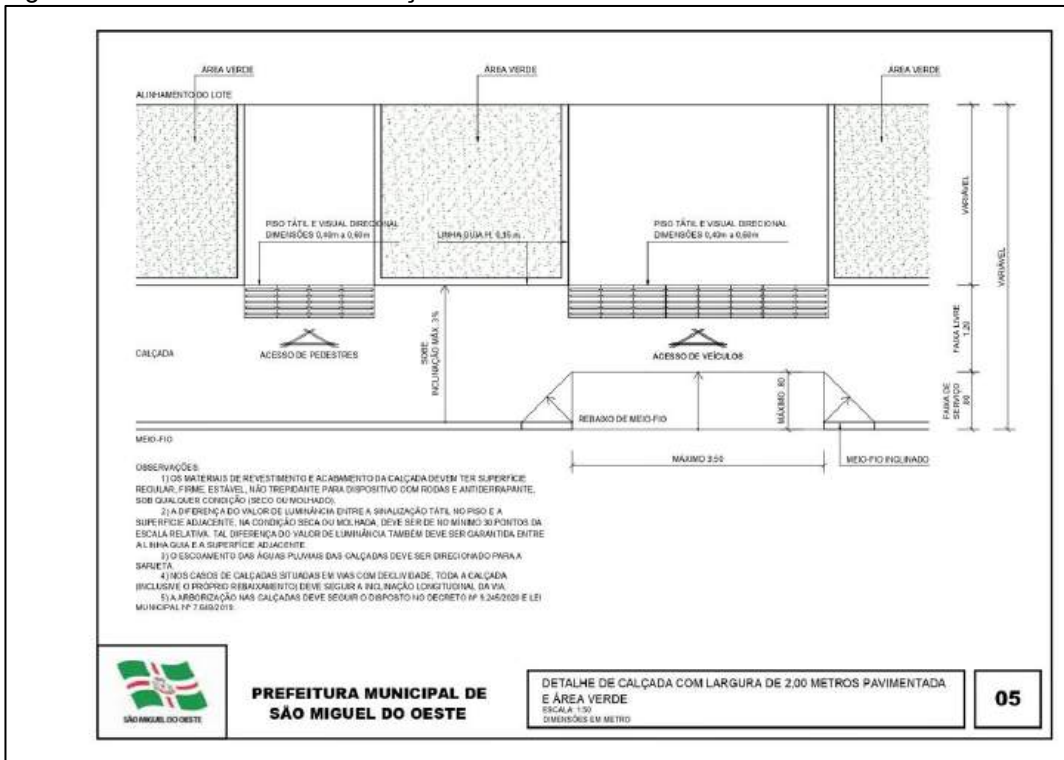 ÁREA VERDE
ÁREA VERDE
ÁREA VERDE
ALINHAMENTO DO LOTE
PISO TÁTIL E VISUAL DIRECIONAL
DIMENSÕES 0,40m a 0,60m
LINHA GUIA H. 0,15 m
PISO TÁTIL E VISUAL DIRECIONAL
DIMENSÕES 0,40m a 0,60m
VARIÁVEL
VARIÁVEL
CALÇADA
ACESSO DE PEDESTRES
SOBE
INCLINAÇÃO MÁX. 3%
ACESSO DE VEÍCULOS
FAIXA LIVRE
1.20
REBAIXO DE MEIO-FIO
MÁXIMO .80
FAIXA DE
SERVIÇO
.80
MEIO-FIO
MÁXIMO 3.50
MEIO-FIO INCLINADO
OBSERVAÇÕES:
1) OS MATERIAIS DE REVESTIMENTO E ACABAMENTO DA CALÇADA DEVEM TER SUPERFÍCIE
REGULAR, FIRME, ESTÁVEL, NÃO TREPIDANTE PARA DISPOSITIVO COM RODAS E ANTIDERRAPANTE,
SOB QUALQUER CONDIÇÃO (SECO OU MOLHADO).
2) A DIFERENÇA DO VALOR DE LUMINÂNCIA ENTRE A SINALIZAÇÃO TÁTIL NO PISO E A
SUPERFÍCIE ADJACENTE, NA CONDIÇÃO SECA OU MOLHADA, DEVE SER DE NO MÍNIMO 30 PONTOS DA
ESCALA RELATIVA. TAL DIFERENÇA DO VALOR DE LUMINÂNCIA TAMBÉM DEVE SER GARANTIDA ENTRE
A LINHA GUIA E A SUPERFÍCIE ADJACENTE.
3) O ESCOAMENTO DAS ÁGUAS PLUVIAIS DAS CALÇADAS DEVE SER DIRECIONADO PARA A
SARJETA.
4) NOS CASOS DE CALÇADAS SITUADAS EM VIAS COM DECLIVIDADE, TODA A CALÇADA
(INCLUSIVE O PRÓPRIO REBAIXAMENTO) DEVE SEGUIR A INCLINAÇÃO LONGITUDINAL DA VIA.
5) A ARBORIZAÇÃO NAS CALÇADAS DEVE SEGUIR O DISPOSTO NO DECRETO Nº 9.245/2020 E LEI
MUNICIPAL Nº
SÃO MIGUEL DO OESTE
PREFEITURA MUNICIPAL DE
SÃO MIGUEL DO OESTE
DETALHE DE CALÇADA COM LARGURA DE 2,00 METROS PAVIMENTADA
E ÁREA VERDE
ESCALA: 1:50
DIMENSÕES EM METRO
05